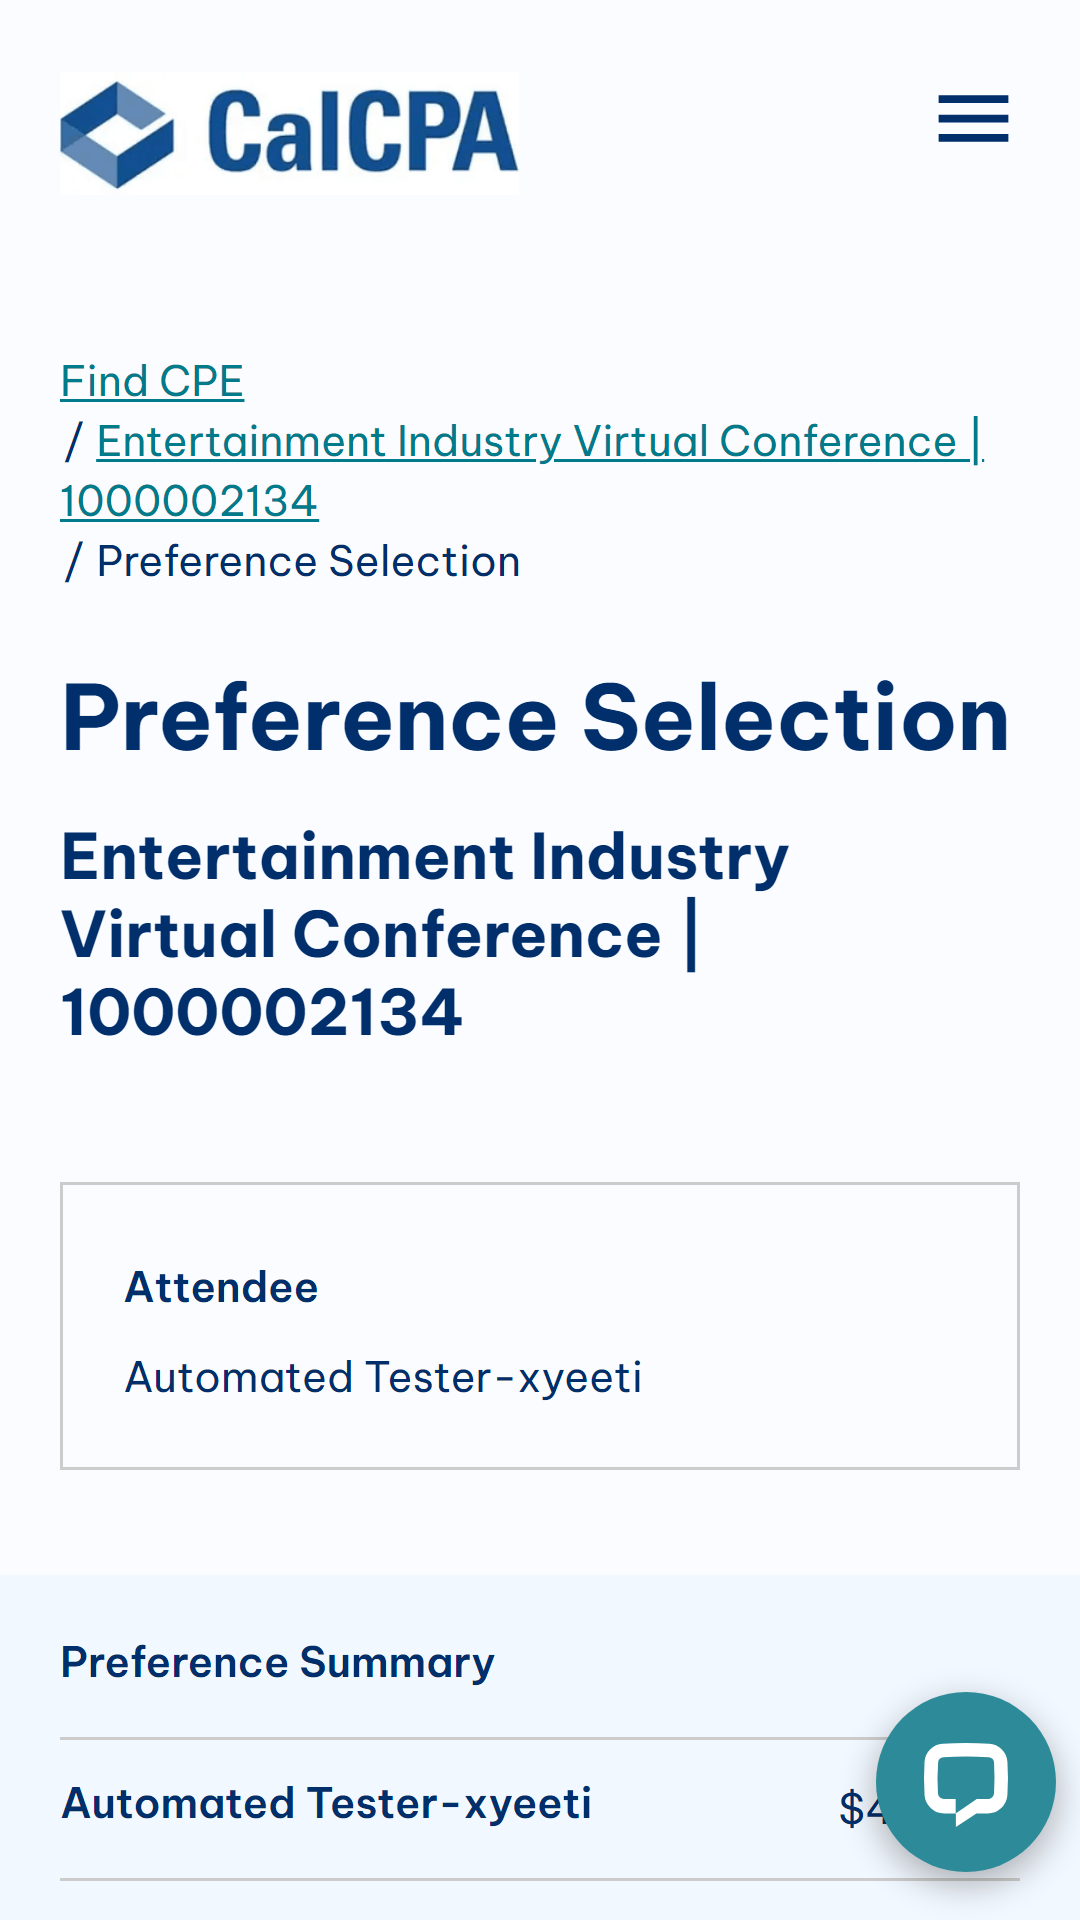 CalCPA
Find CPE
/ Entertainment Industry Virtual Conference |
1000002134
/ Preference Selection
Preference Selection
Entertainment Industry
Virtual Conference |
1000002134
Attendee
Automated Tester-xyeeti
Preference Summary
Automated Tester-xyeeti